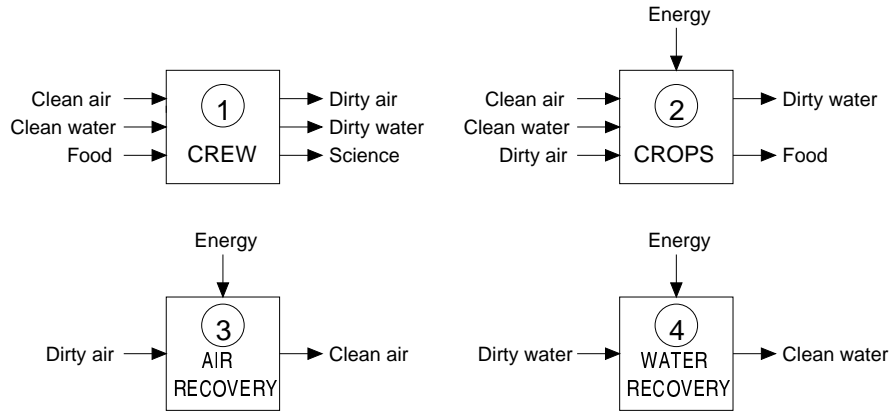 Energy
Clean air
Clean water
Food
1
CREW
Dirty air
Dirty water
Science
Clean air
Clean water
Dirty air
2
CROPS
Dirty water
Food
Energy
Dirty air
3
AIR
RECOVERY
Clean air
Energy
Dirty water
4
WATER
RECOVERY
Clean water